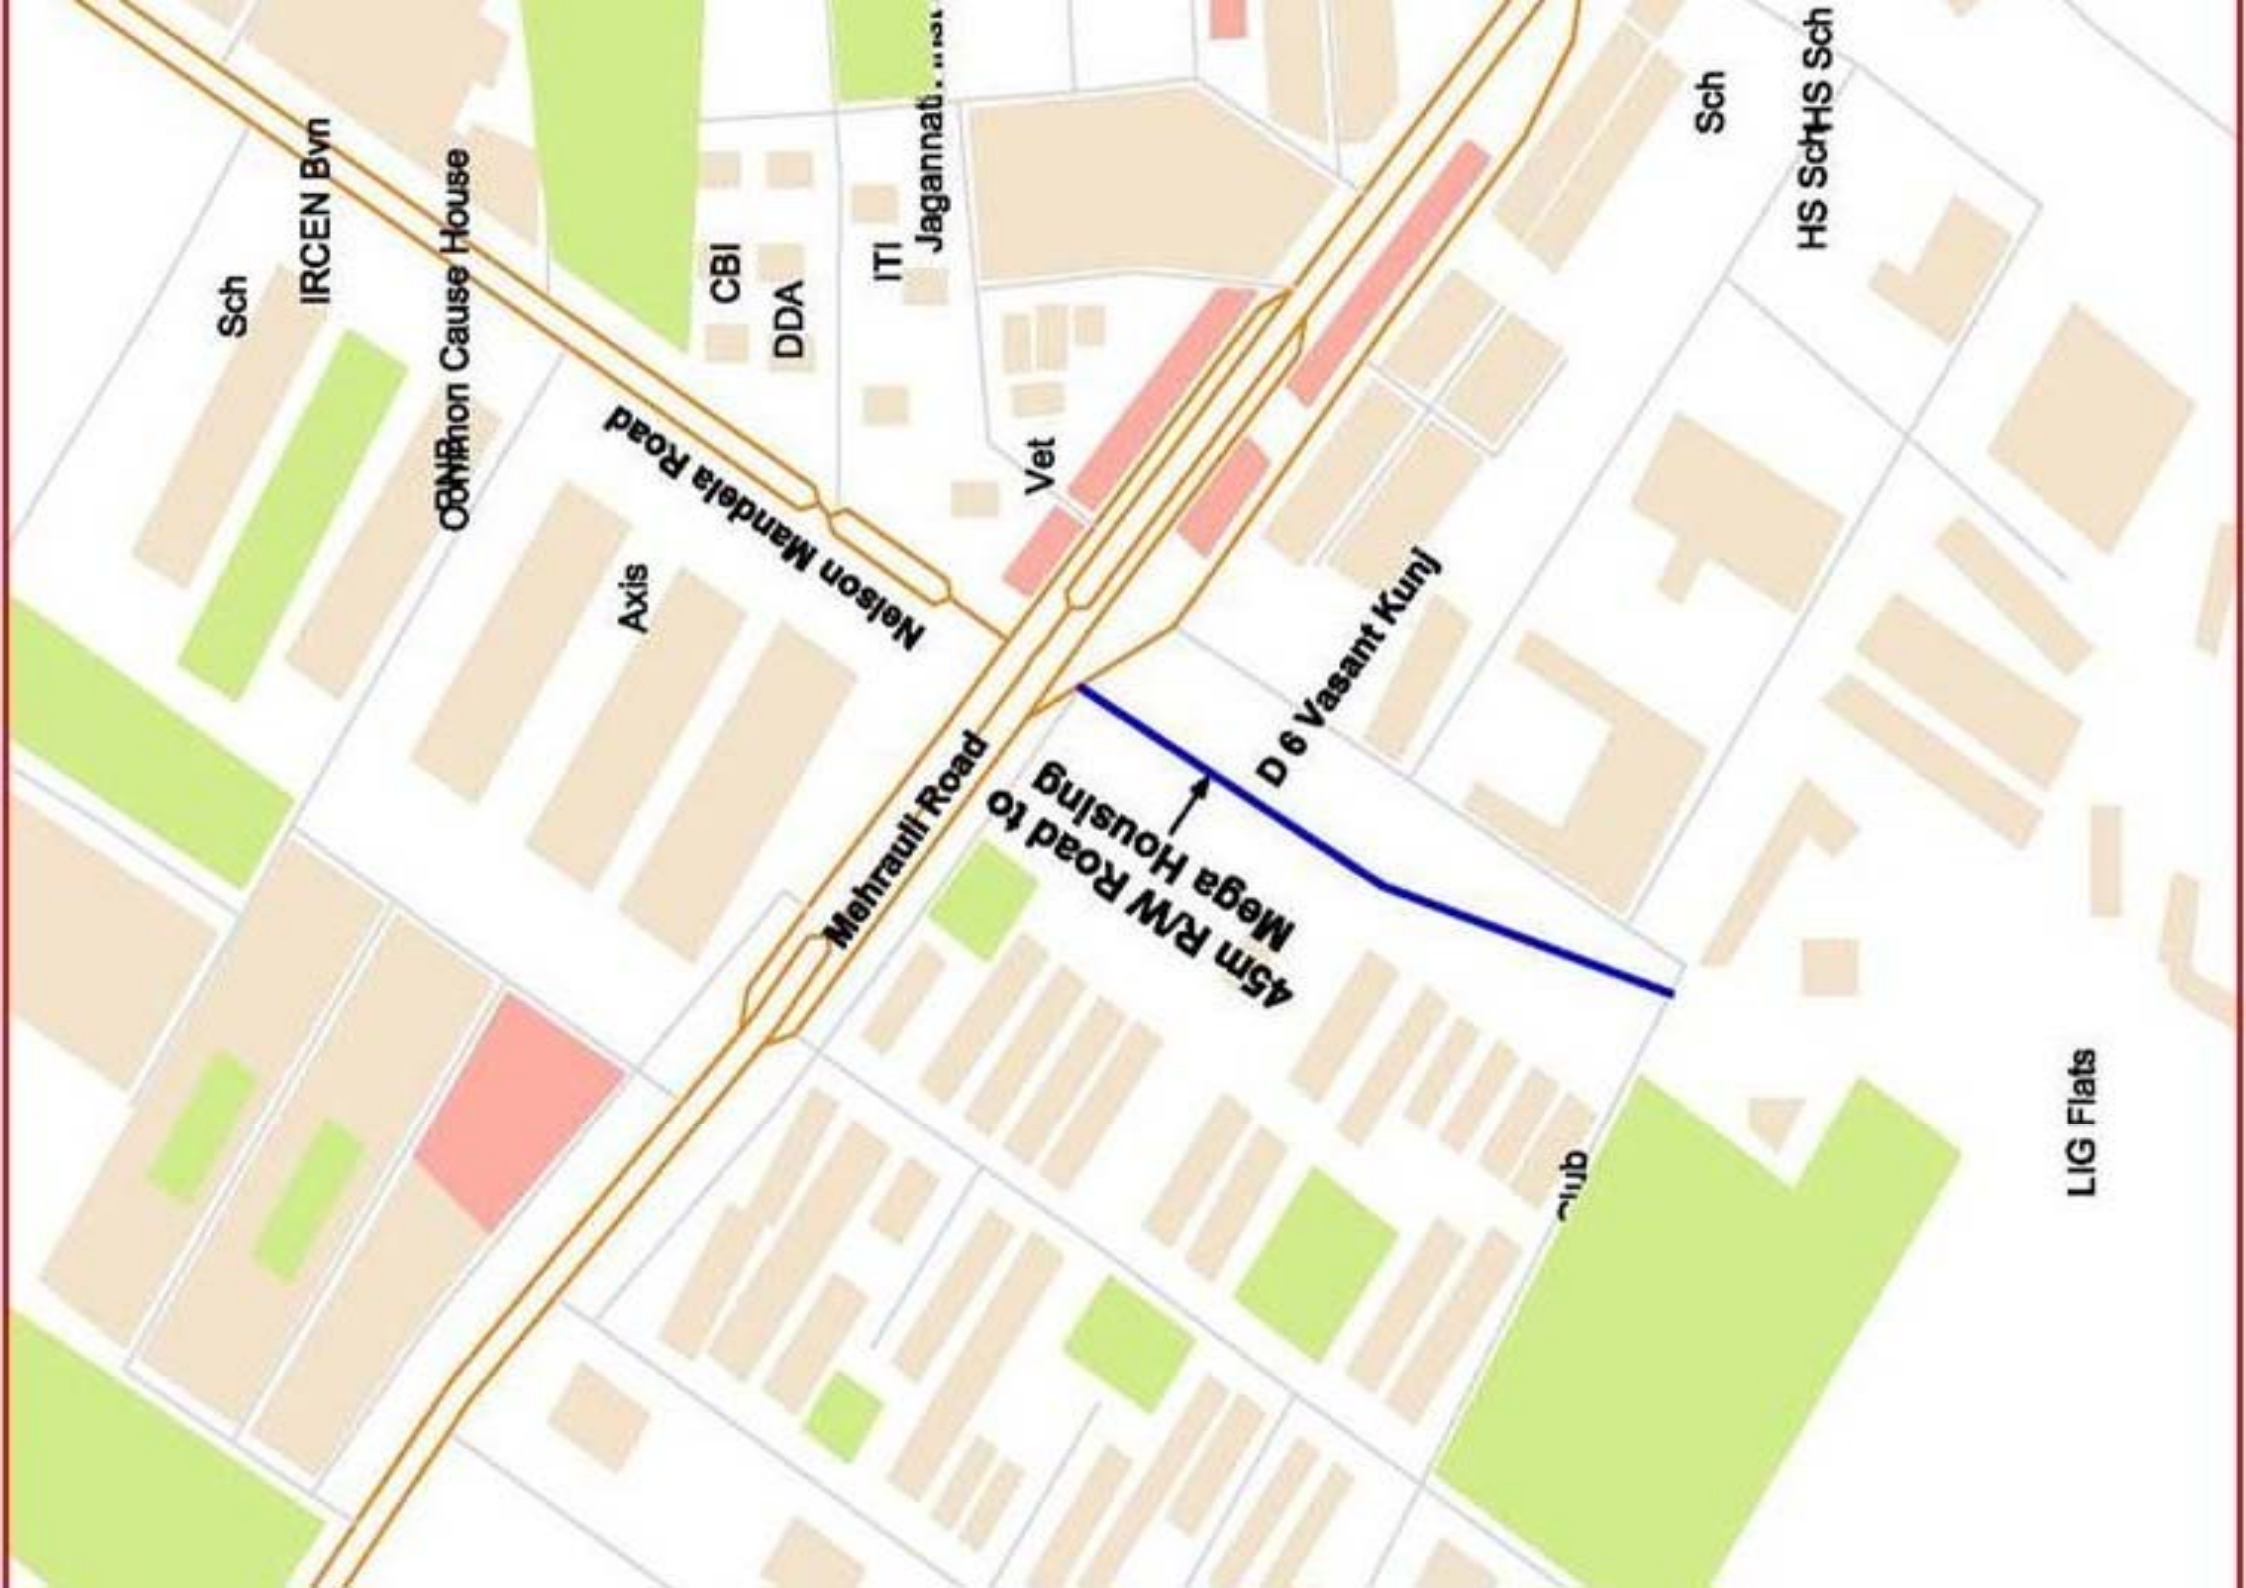 Sch
IRCEN Bvn
Common Cause House
CBI
DDA
ITI
Vet
Sch
HS Sch
HS Sch
Nelson Mandela Road
Axis
Mehrauli Road
D 6 Vasant Kunj
45m R/W Road to
Mega Housing
LIG Flats